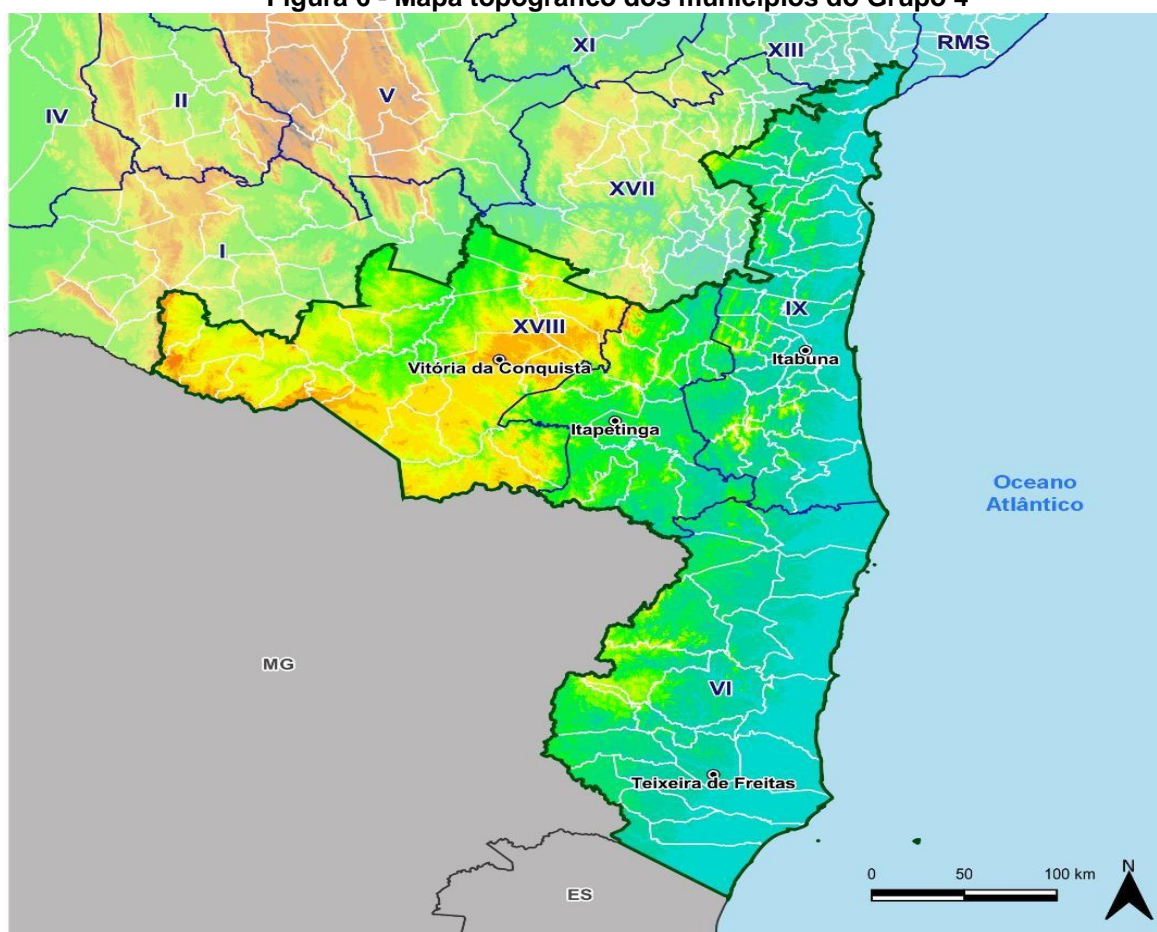 Figura 6 - Mapa topográfico dos municípios do Grupo 4
XI
XIII
RMS
II
V
IV
XVII
I
IX
XVIII
Itabuna
Vitória da Conquista
Itapetinga
Oceano
Atlântico
MG
VI
Teixeira de Freitas
N
0 50 100 km
ES